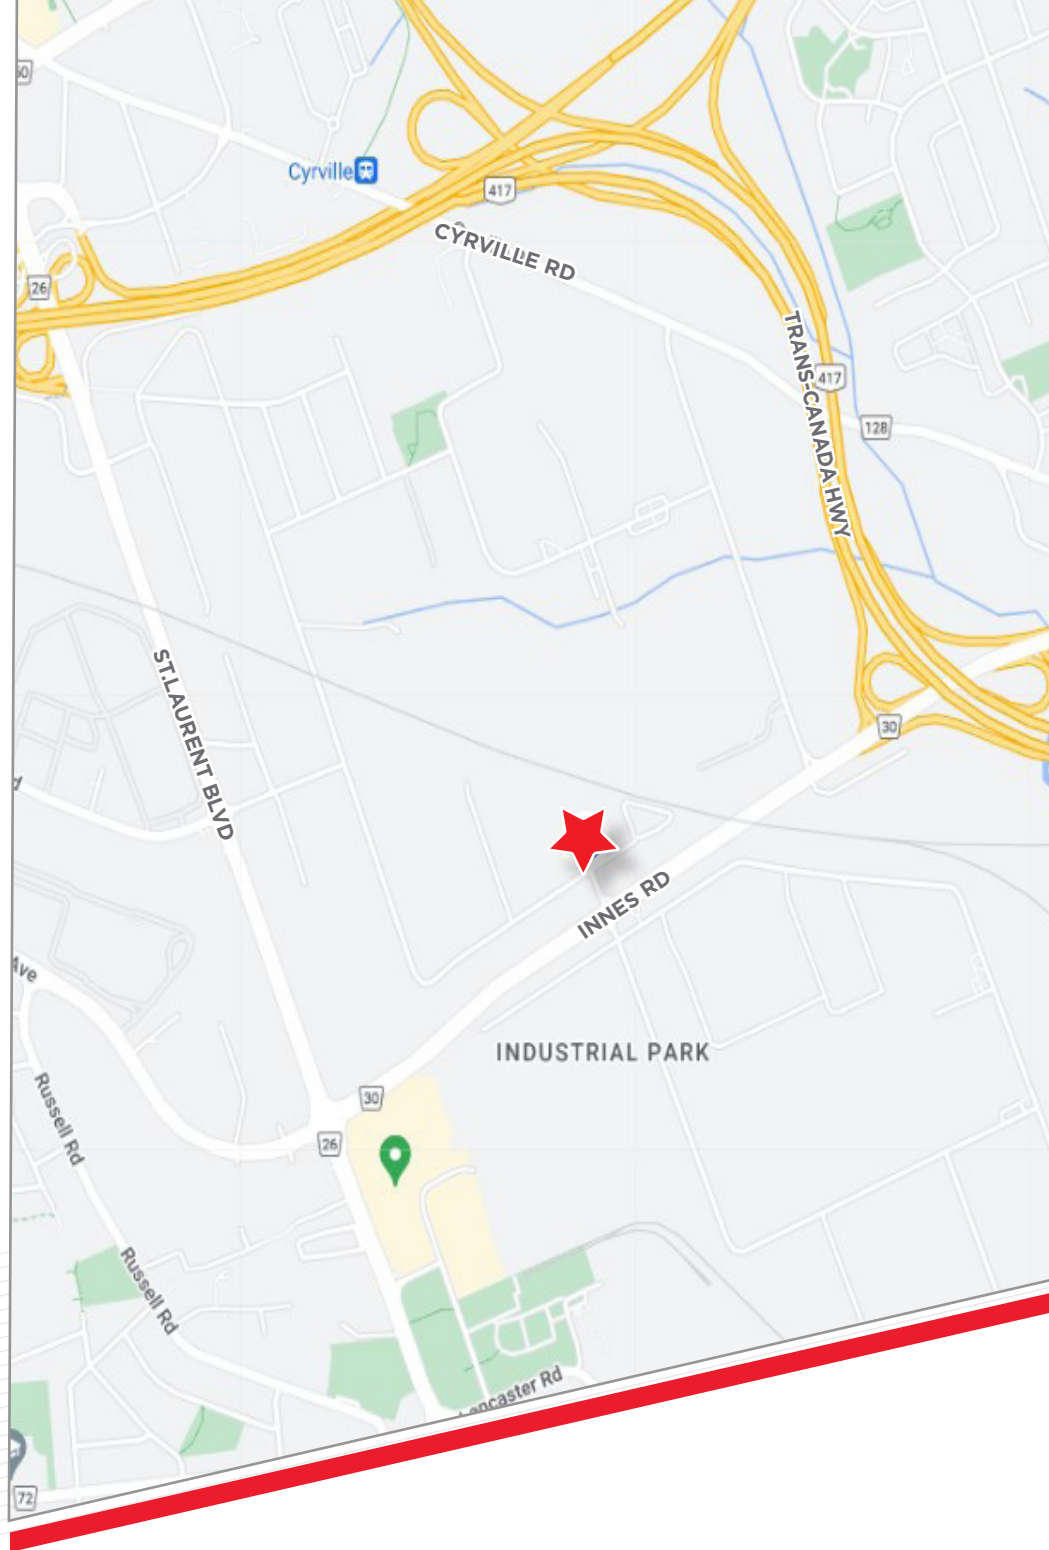 Cyrville
417
CYRVILLE RD
26
TRANS-CANADA HWY
417
128
ST.LAURENT BLVD
30
INNES RD
Ave
INDUSTRIAL PARK
30
26
Russell Rd
Russell Rd
Lancaster Rd
72